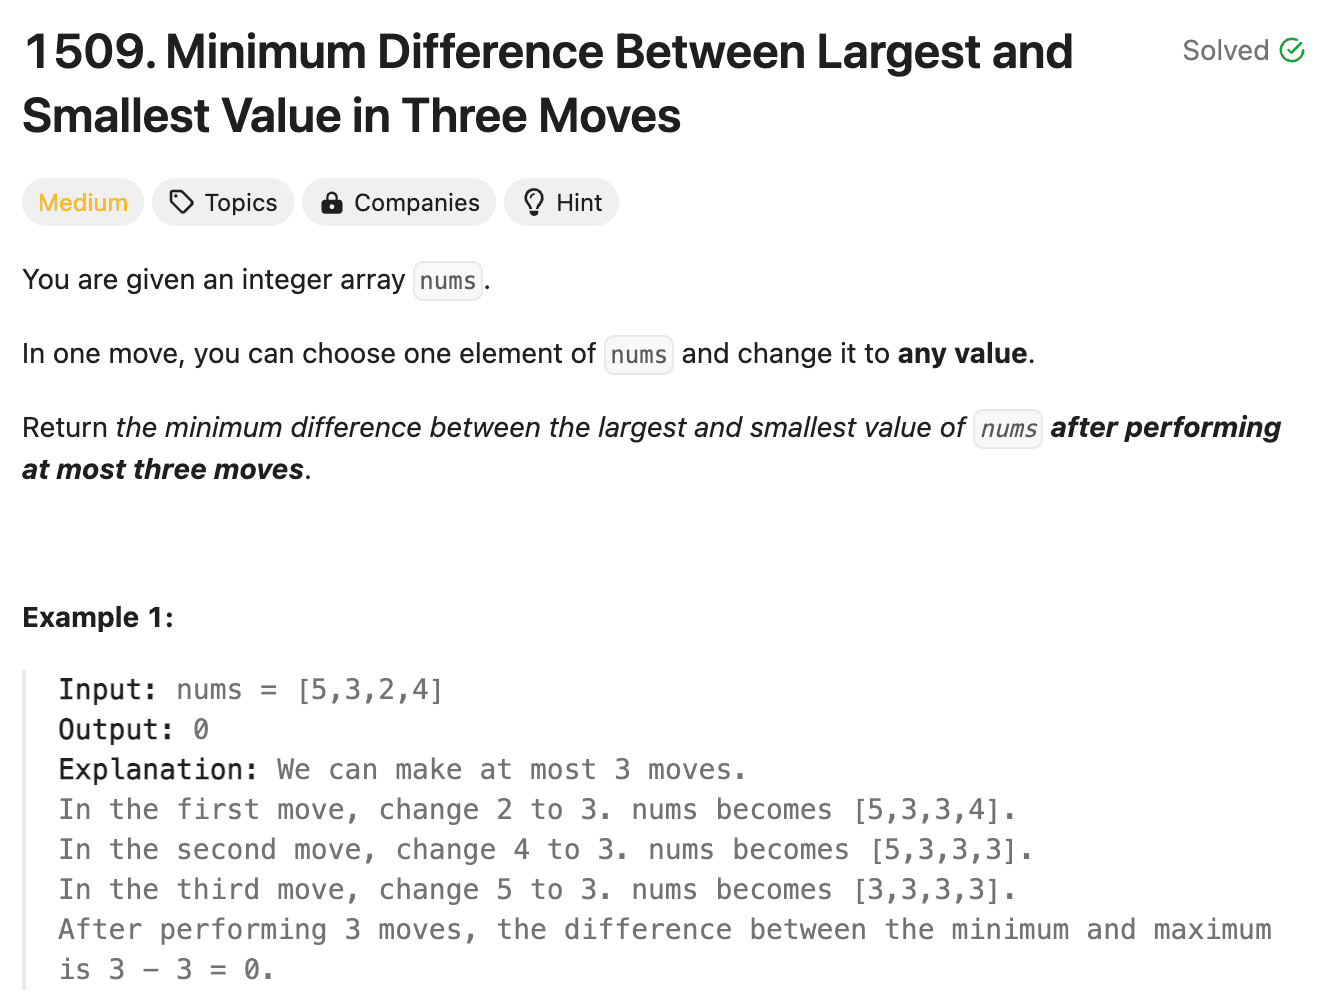 1509. Minimum Difference Between Largest and
Smallest Value in Three Moves
Solved
Medium Topics Companies Hint
You are given an integer array nums.
In one move, you can choose one element of nums and change it to any value.
Return the minimum difference between the largest and smallest value of nums after performing
at most three moves.
Example 1:
Input: nums = [5,3,2,4]
Output: 0
Explanation: We can make at most 3 moves.
In the first move, change 2 to 3. nums becomes [5,3,3,4].
In the second move, change 4 to 3. nums becomes [5,3,3,3].
In the third move, change 5 to 3. nums becomes [3,3,3,3].
After performing 3 moves, the difference between the minimum and maximum
is 3 - 3 = 0.